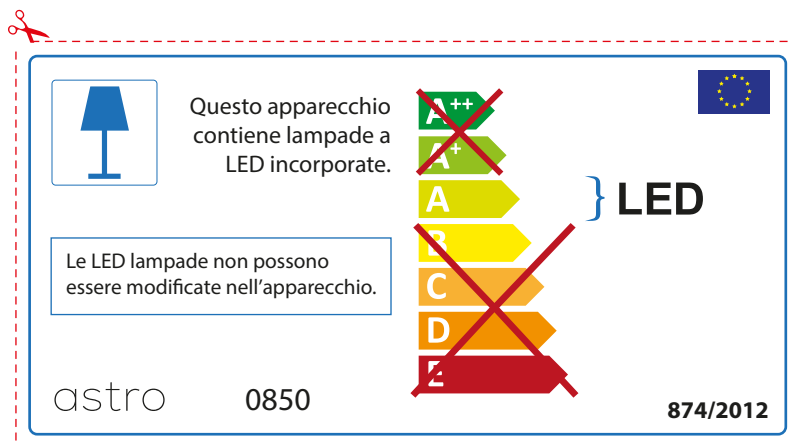 Questo apparecchio
contiene lampade a
LED incorporate.
Le LED lampade non possono
essere modificate nell'apparecchio.
A++
A+
A
B
C
D
E
LED
astro
0850
874/2012